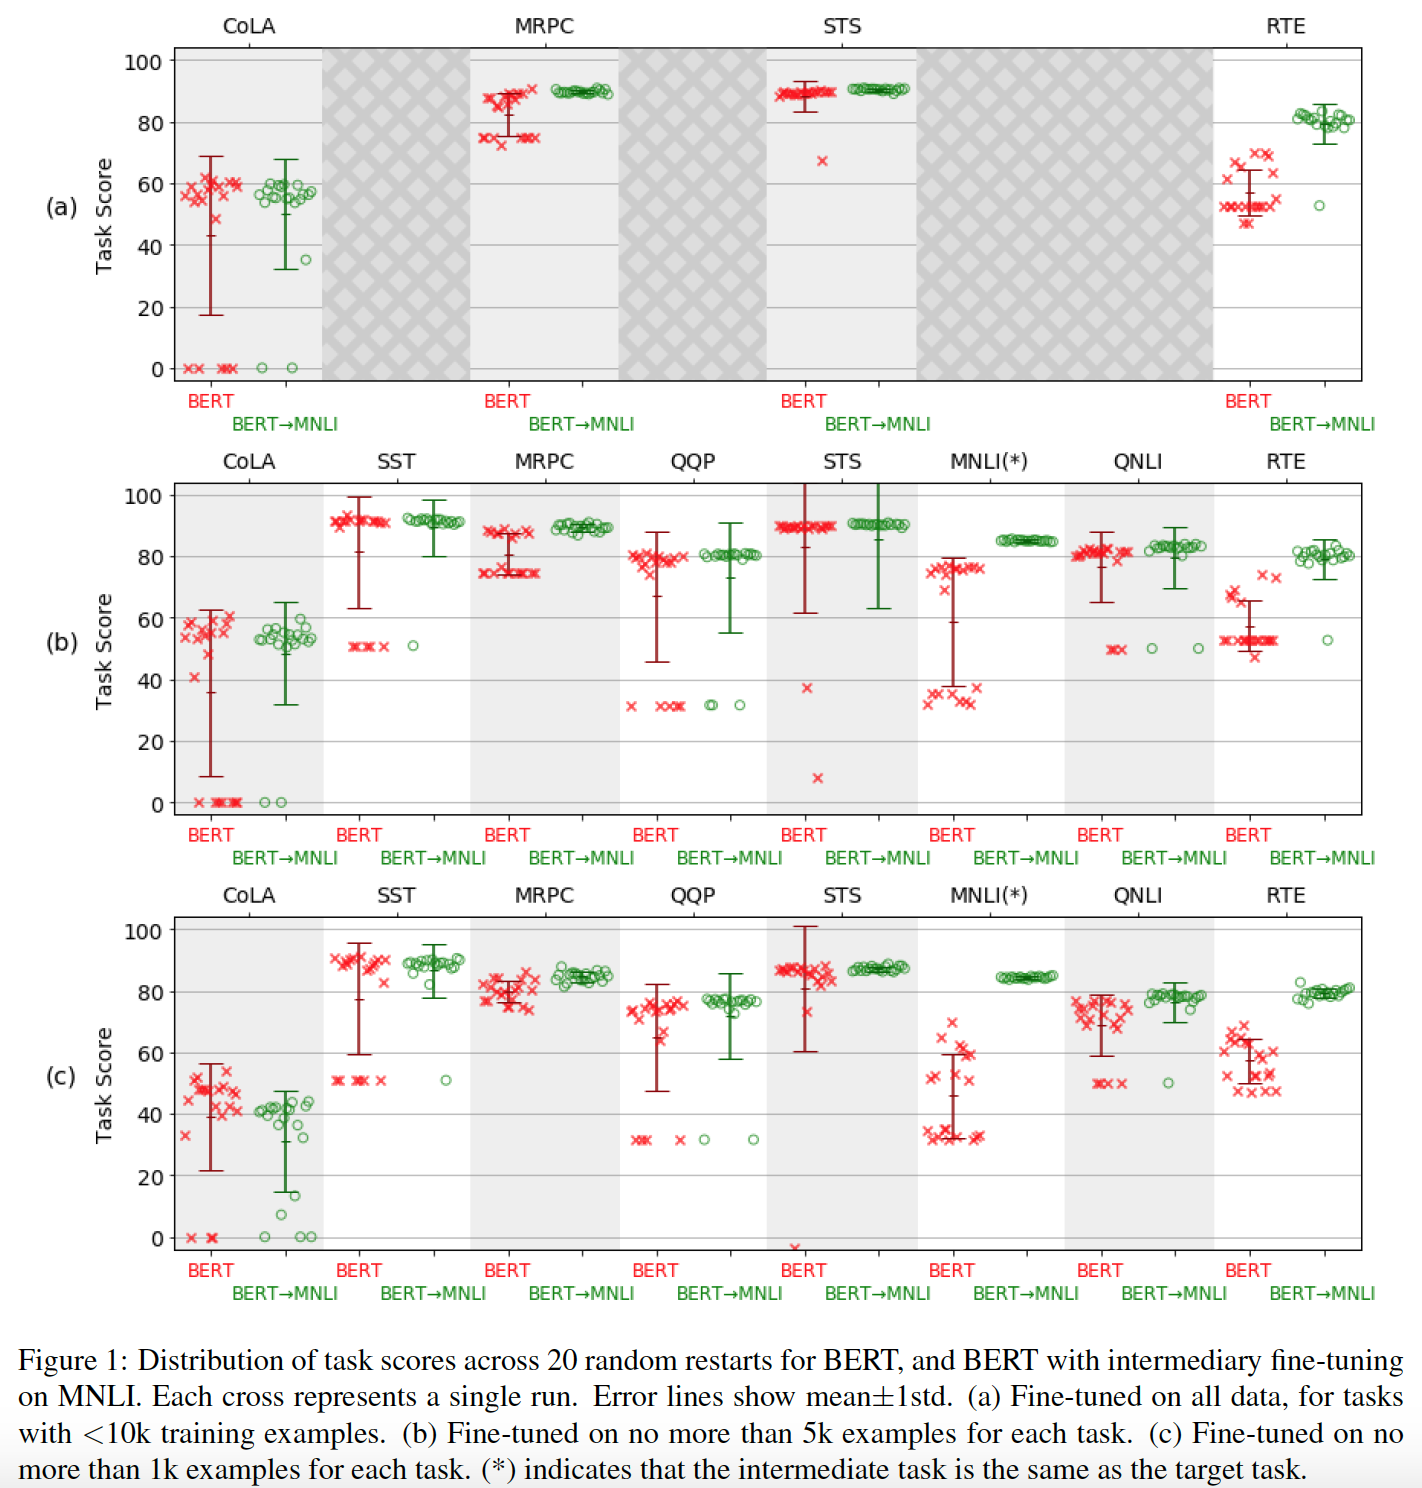 CoLA MRPC STS RTE
100
80
60
40
20
0
Task Score
(a)
BERT BERT BERT BERT
BERT→MNLI BERT→MNLI BERT→MNLI BERT→MNLI
CoLA SST MRPC QQP STS MNLI(*) QNLI RTE
100
80
60
40
20
0
Task Score
(b)
BERT BERT BERT BERT BERT BERT BERT BERT
BERT→MNLI BERT→MNLI BERT→MNLI BERT→MNLI BERT→MNLI BERT→MNLI BERT→MNLI BERT→MNLI
CoLA SST MRPC QQP STS MNLI(*) QNLI RTE
100
80
60
40
20
0
Task Score
(c)
BERT BERT BERT BERT BERT BERT BERT BERT
BERT→MNLI BERT→MNLI BERT→MNLI BERT→MNLI BERT→MNLI BERT→MNLI BERT→MNLI BERT→MNLI
Figure 1: Distribution of task scores across 20 random restarts for BERT, and BERT with intermediary fine-tuning
on MNLI. Each cross represents a single run. Error lines show mean±1std. (a) Fine-tuned on all data, for tasks
with <10k training examples. (b) Fine-tuned on no more than 5k examples for each task. (c) Fine-tuned on no
more than 1k examples for each task. (*) indicates that the intermediate task is the same as the target task.